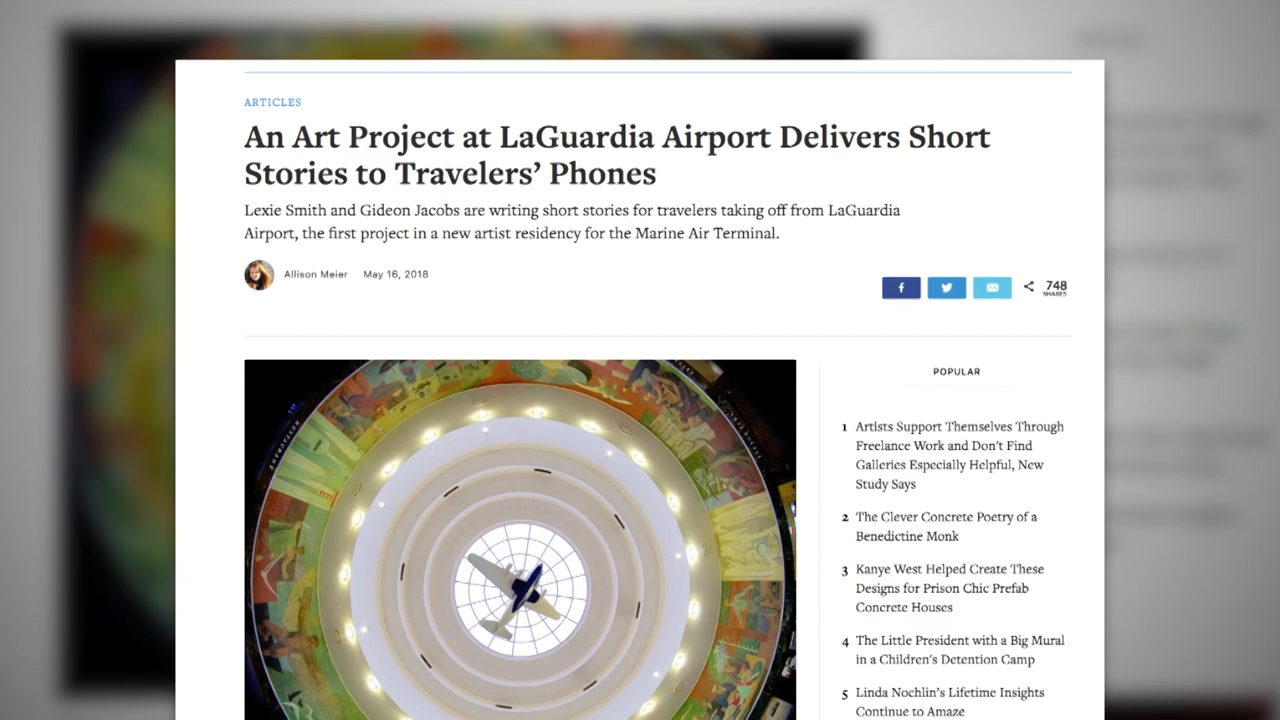 ARTICLES
An Art Project at LaGuardia Airport Delivers Short
Stories to Travelers’ Phones
Lexie Smith and Gideon Jacobs are writing short stories for travelers taking off from LaGuardia
Airport, the first project in a new artist residency for the Marine Air Terminal.
Allison Meier May 16, 2018
748
SHARES
POPULAR
1 Artists Support Themselves Through
Freelance Work and Don't Find
Galleries Especially Helpful, New
Study Says
2 The Clever Concrete Poetry of a
Benedictine Monk
3 Kanye West Helped Create These
Designs for Prison Chic Prefab
Concrete Houses
4 The Little President with a Big Mural
in a Children's Detention Camp
5 Linda Nochlin's Lifetime Insights
Continue to Amaze